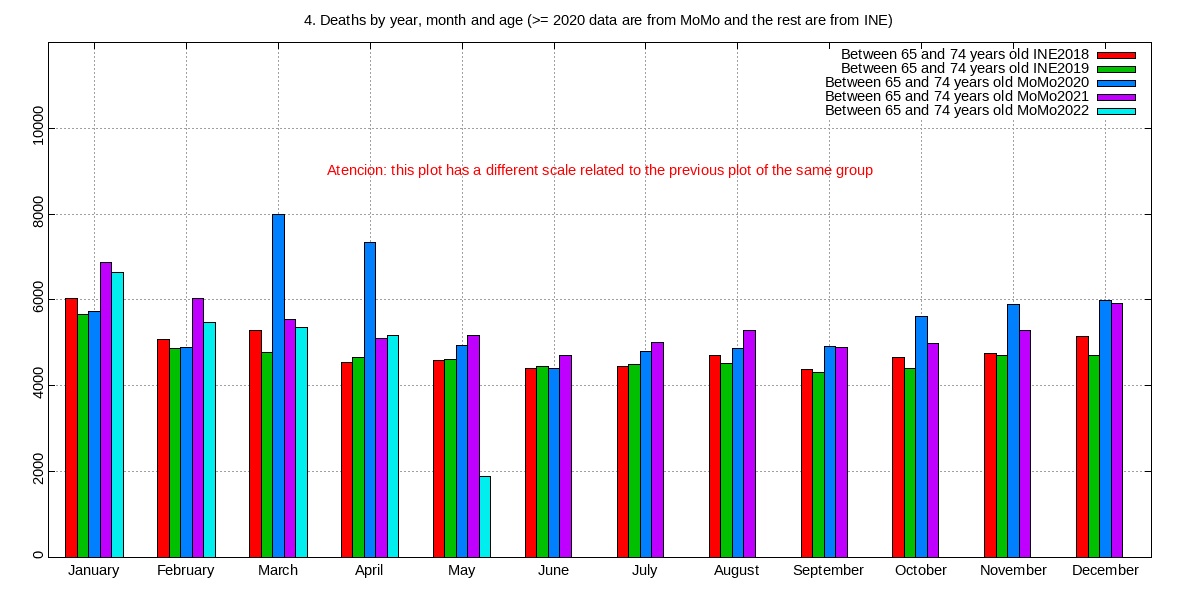 4. Deaths by year, month and age (>= 2020 data are from MoMo and the rest are from INE)
Between 65 and 74 years old INE2018
Between 65 and 74 years old INE2019
Between 65 and 74 years old MoMo2020
Between 65 and 74 years old MoMo2021
Between 65 and 74 years old MoMo2022
Atencion: this plot has a different scale related to the previous plot of the same group
10000
8000
6000
4000
2000
0
January February March April May June July August September October November December